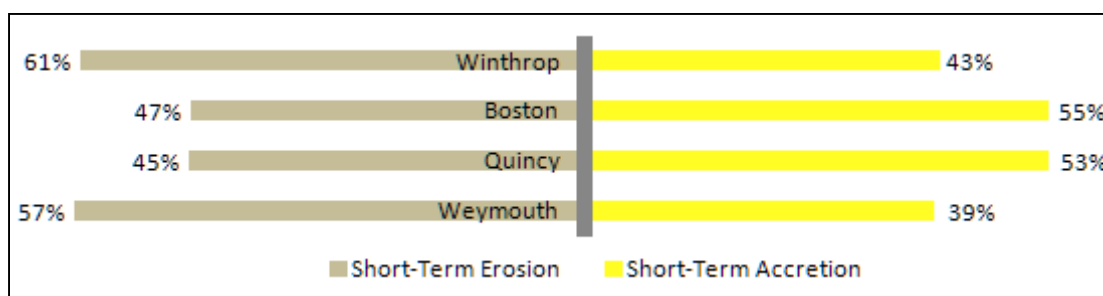 61% Winthrop 43%
47% Boston 55%
45% Quincy 53%
57% Weymouth 39%
Short-Term Erosion Short-Term Accretion